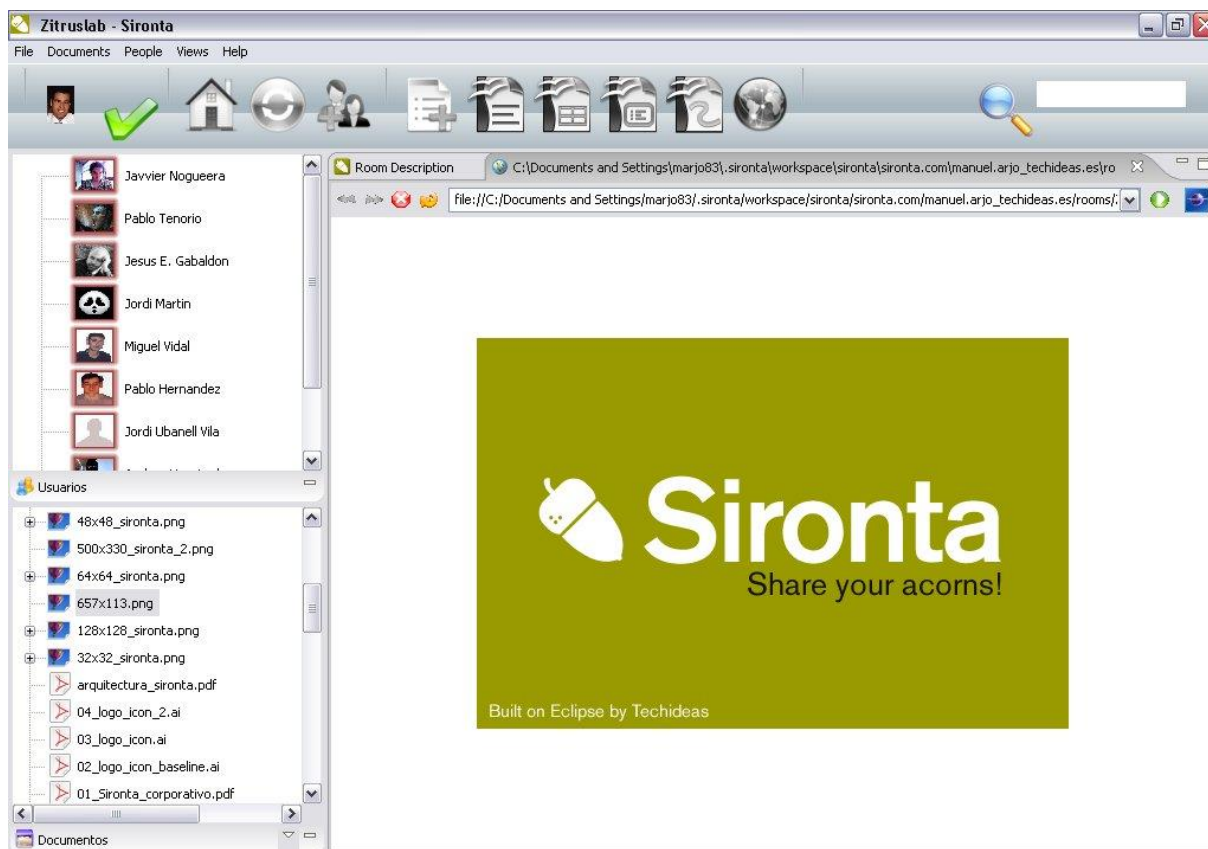 Zitruslab - Sironta
File Documents People Views Help
Javvier Nogueera
Pablo Tenorio
Jesus E. Gabaldon
Jordi Martin
Miguel Vidal
Pablo Hernandez
Jordi Ubanell Vila
Usuarios
48x48_sironta.png
500x330_sironta_2.png
64x64_sironta.png
657x113.png
128x128_sironta.png
32x32_sironta.png
arquitectura_sironta.pdf
04_logo_icon_2.ai
03_logo_icon.ai
02_logo_icon_baseline.ai
01_Sironta_corporativo.pdf
Documentos
Room Description
C:\Documents and Settings\marjo83\.sironta\workspace\sironta\sironta.com\manuel.arjo_techideas.es\ro
file://C:/Documents and Settings/marjo83/.sironta/workspace/sironta/sironta.com/manuel.arjo_techideas.es/rooms/
Sironta
Share your acorns!
Built on Eclipse by Techideas